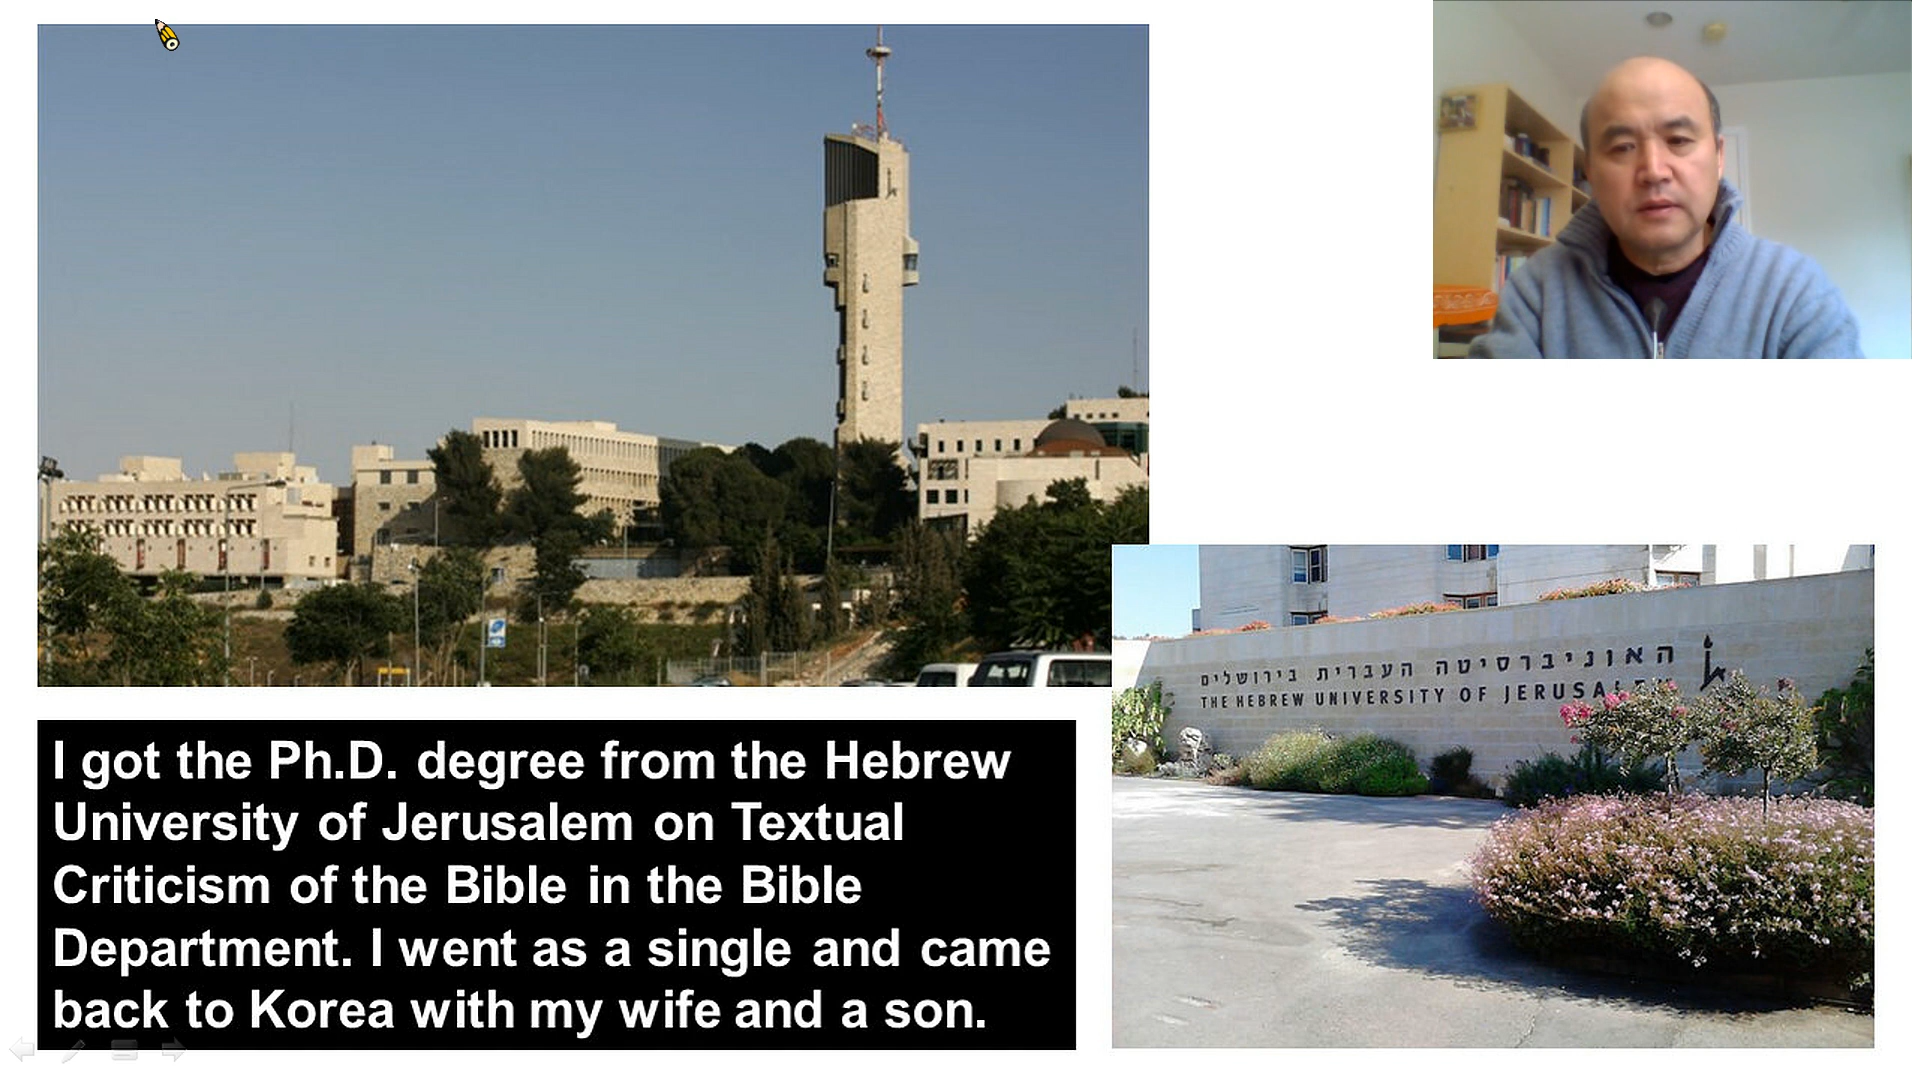 האוניברסיטה העברית בירושלים
THE HEBREW UNIVERSITY OF JERUSALEM
I got the Ph.D. degree from the Hebrew
University of Jerusalem on Textual
Criticism of the Bible in the Bible
Department. I went as a single and came
back to Korea with my wife and a son.